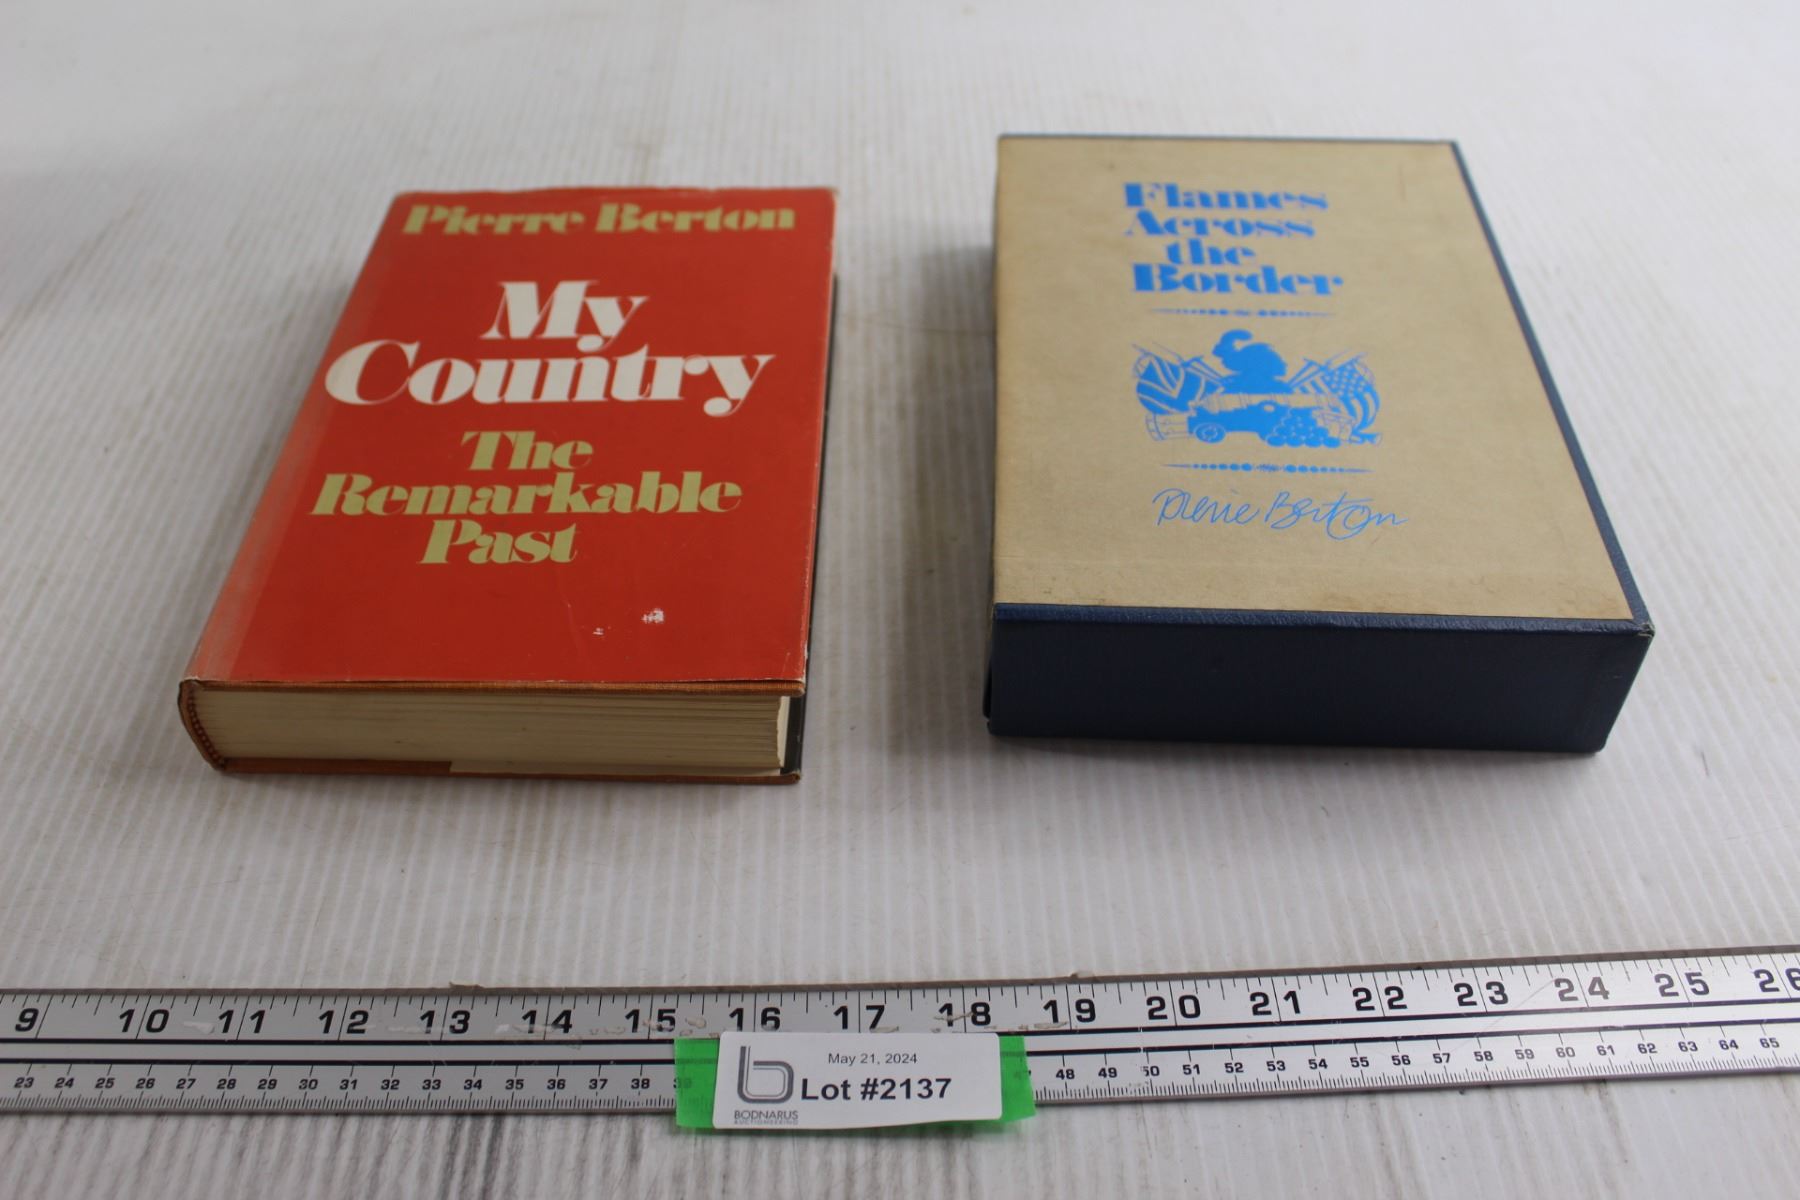 Pierre Berton
My
Country
The
Remarkable
Past
Flames
Across
the
Border
Pierre Berton
9 10 11 12 13 14 15 16 17 18 19 20 21 22 23 24 25 26
23 24 25 26 27 28 29 30 31 32 33 34 35 36 37 38 48 49 50 51 52 53 54 55 56 57 58 59 60 61 62 63 64 65
May 21, 2024
Lot #2137
BODNARUS
AUCTIONEERING